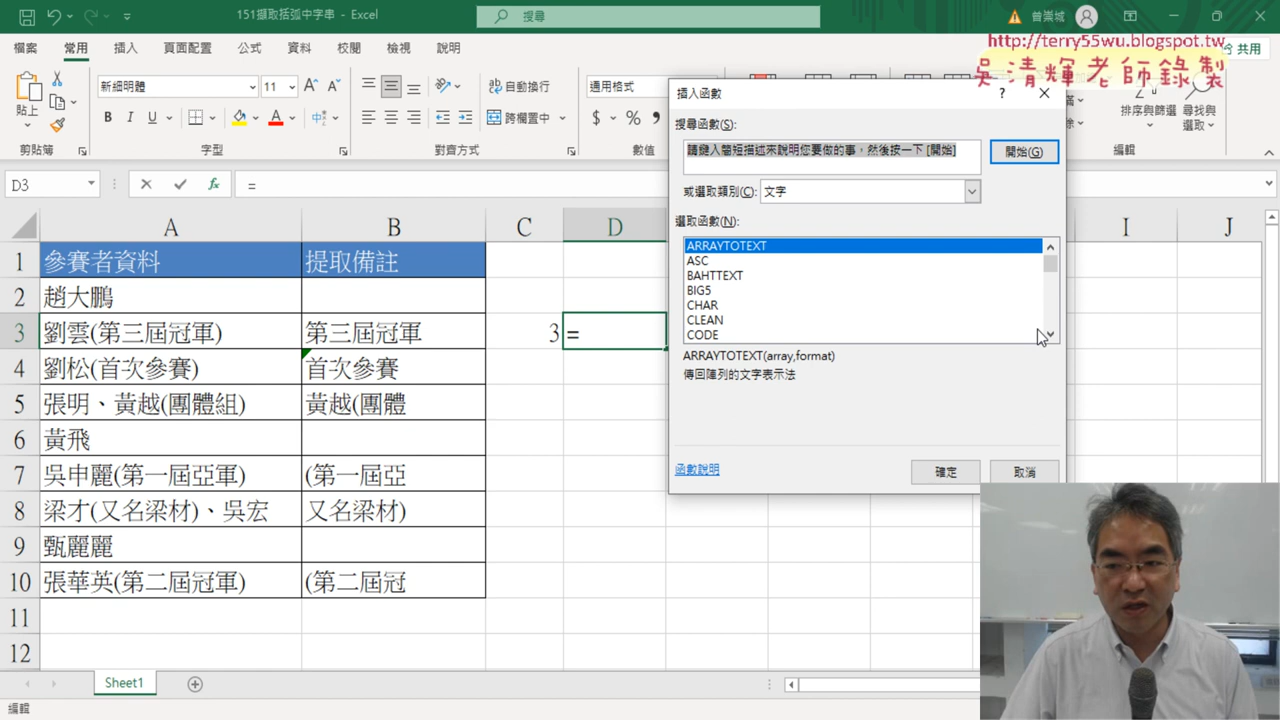 151擷取括弧中字串 - Excel
搜尋
曾崇城
http://terry55wu.blogspot.tw
吳清輝老師錄製
檔案 常用 插入 頁面配置 公式 資料 校閱 檢視 說明
共用
貼上
新細明體 11
自動換行
通用格式
B I U A
跨欄置中
$ % ,
排序與篩選 尋找與選取
剪貼簿 字型 對齊方式 數值 編輯
D3 fx =
插入函數 ?
搜尋函數(S):
請鍵入簡短描述來說明您要做的事，然後按一下 [開始]
開始(G)
或選取類別(C): 文字
選取函數(N):
ARRAYTOTEXT
ASC
BAHTTEXT
BIG5
CHAR
CLEAN
CODE
ARRAYTOTEXT(array,format)
傳回陣列的文字表示法
函數說明
確定 取消
A B C D I J
1 參賽者資料 提取備註
2 趙大鵬
3 劉雲(第三屆冠軍) 第三屆冠軍 3 =
4 劉松(首次參賽) 首次參賽
5 張明、黃越(團體組) 黃越(團體
6 黃飛
7 吳申麗(第一屆亞軍) (第一屆亞
8 梁才(又名梁材)、吳宏 又名梁材)
9 甄麗麗
10 張華英(第二屆冠軍) (第二屆冠
11
12
Sheet1
編輯